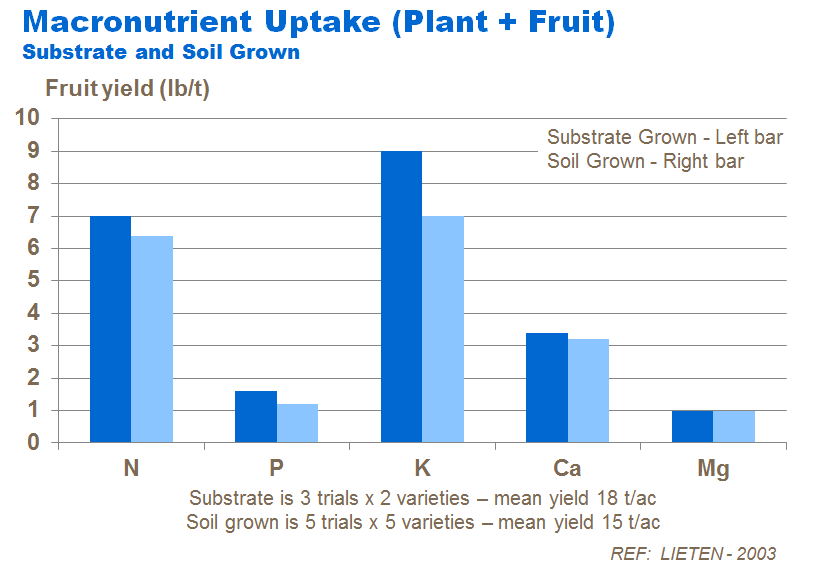 Macronutrient Uptake (Plant + Fruit)
Substrate and Soil Grown
Fruit yield (lb/t)
10
9
8
7
6
5
4
3
2
1
0
Substrate Grown - Left bar
Soil Grown - Right bar
N P K Ca Mg
Substrate is 3 trials x 2 varieties – mean yield 18 t/ac
Soil grown is 5 trials x 5 varieties – mean yield 15 t/ac
REF: LIETEN - 2003